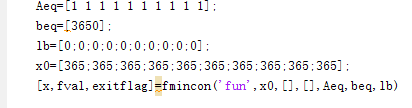 Aeq=[1 1 1 1 1 1 1 1 1 1];
beq=[3650];
lb=[0;0;0;0;0;0;0;0;0;0];
x0=[365;365;365;365;365;365;365;365;365;365];
[x,fval,exitflag]=fmincon('fun',x0,[],[],Aeq,beq,lb)